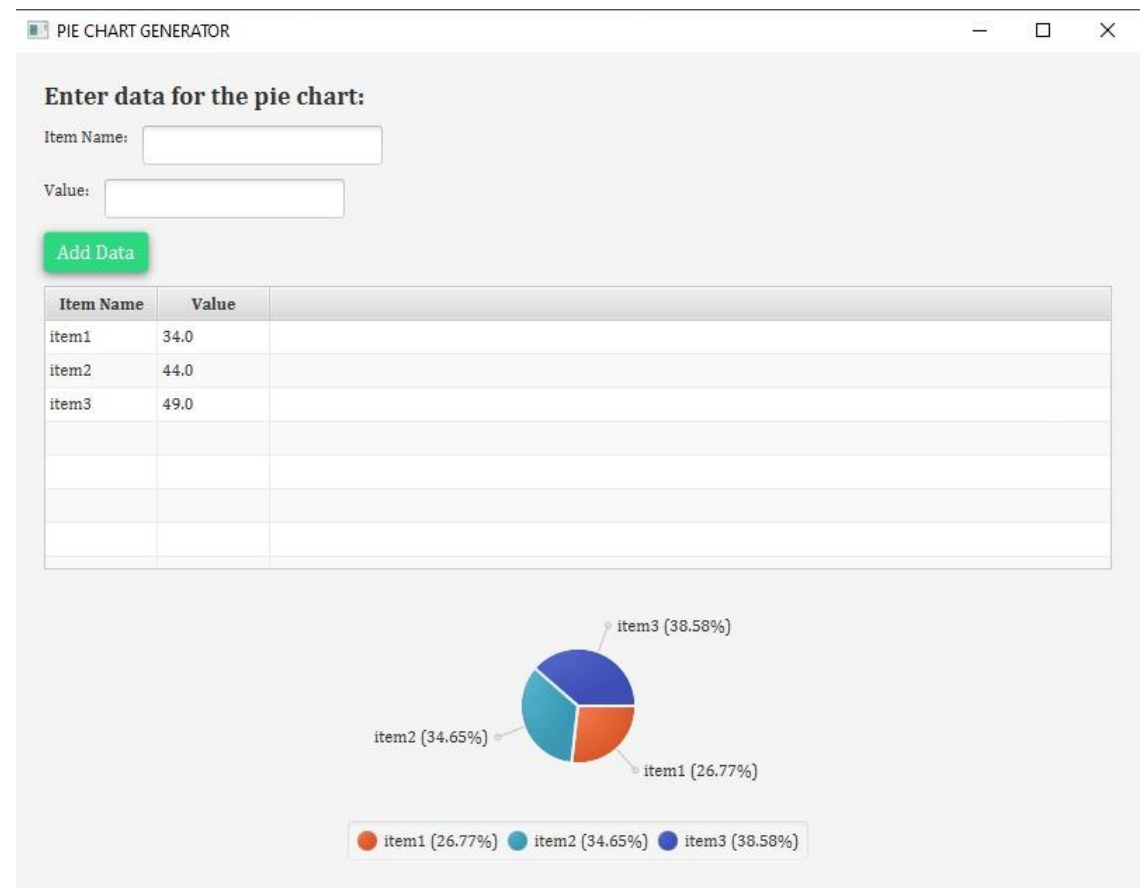 PIE CHART GENERATOR
Enter data for the pie chart:
Item Name:
Value:
Add Data
Item Name Value
item1 34.0
item2 44.0
item3 49.0
item3 (38.58%)
item2 (34.65%)
item1 (26.77%)
item1 (26.77%) item2 (34.65%) item3 (38.58%)